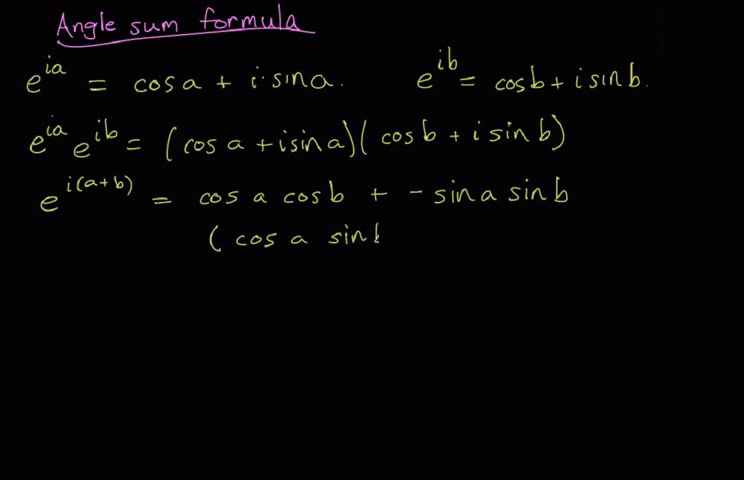 Angle sum formula
e^{ia} = cos a + i·sin a. e^{ib} = cos b + i sin b.
e^{ia} e^{ib} = (cos a + i sin a)(cos b + i sin b)
e^{i(a+b)} = cos a cos b + - sin a sin b
( cos a sin b